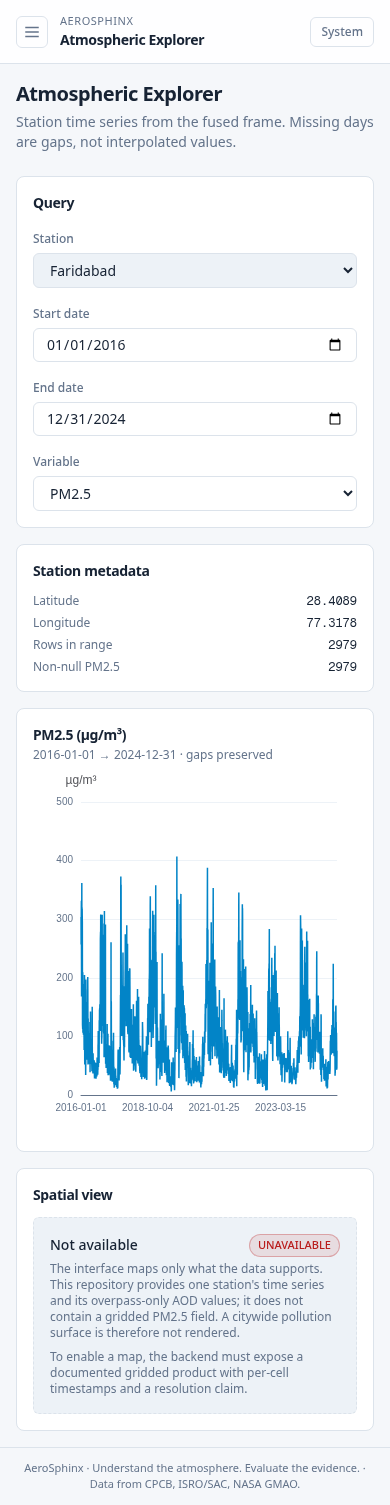 AEROSPHINX
Atmospheric Explorer
System
Atmospheric Explorer
Station time series from the fused frame. Missing days
are gaps, not interpolated values.
Query
Station
Faridabad
Start date
01/01/2016
End date
12/31/2024
Variable
PM2.5
Station metadata
Latitude 28.4089
Longitude 77.3178
Rows in range 2979
Non-null PM2.5 2979
PM2.5 (µg/m³)
2016-01-01 → 2024-12-31 · gaps preserved
µg/m³
500
400
300
200
100
0
2016-01-01 2018-10-04 2021-01-25 2023-03-15
Spatial view
Not available UNAVAILABLE
The interface maps only what the data supports.
This repository provides one station's time series
and its overpass-only AOD values; it does not
contain a gridded PM2.5 field. A citywide pollution
surface is therefore not rendered.
To enable a map, the backend must expose a
documented gridded product with per-cell
timestamps and a resolution claim.
AeroSphinx · Understand the atmosphere. Evaluate the evidence. ·
Data from CPCB, ISRO/SAC, NASA GMAO.